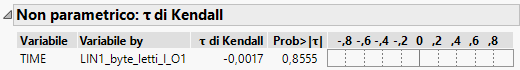 Non parametrico: τ di Kendall
Variabile Variabile by τ di Kendall Prob>|τ| -,8 -,6 -,4 -,2 0 ,2 ,4 ,6 ,8
TIME LIN1_byte_letti_I_O1 -0,0017 0,8555